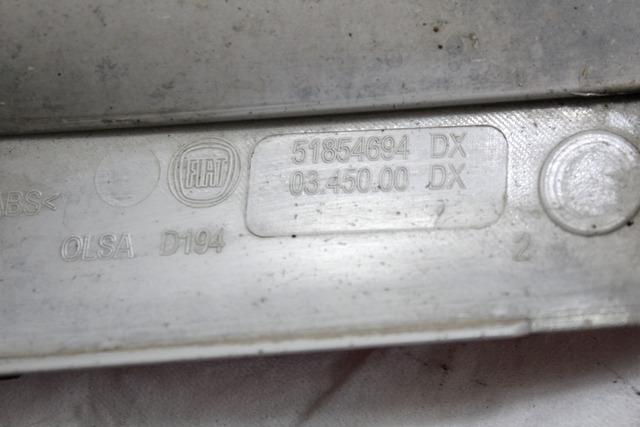 51854694 DX
FIAT
03.450.00 DX
ABS<
OLSA D194
2